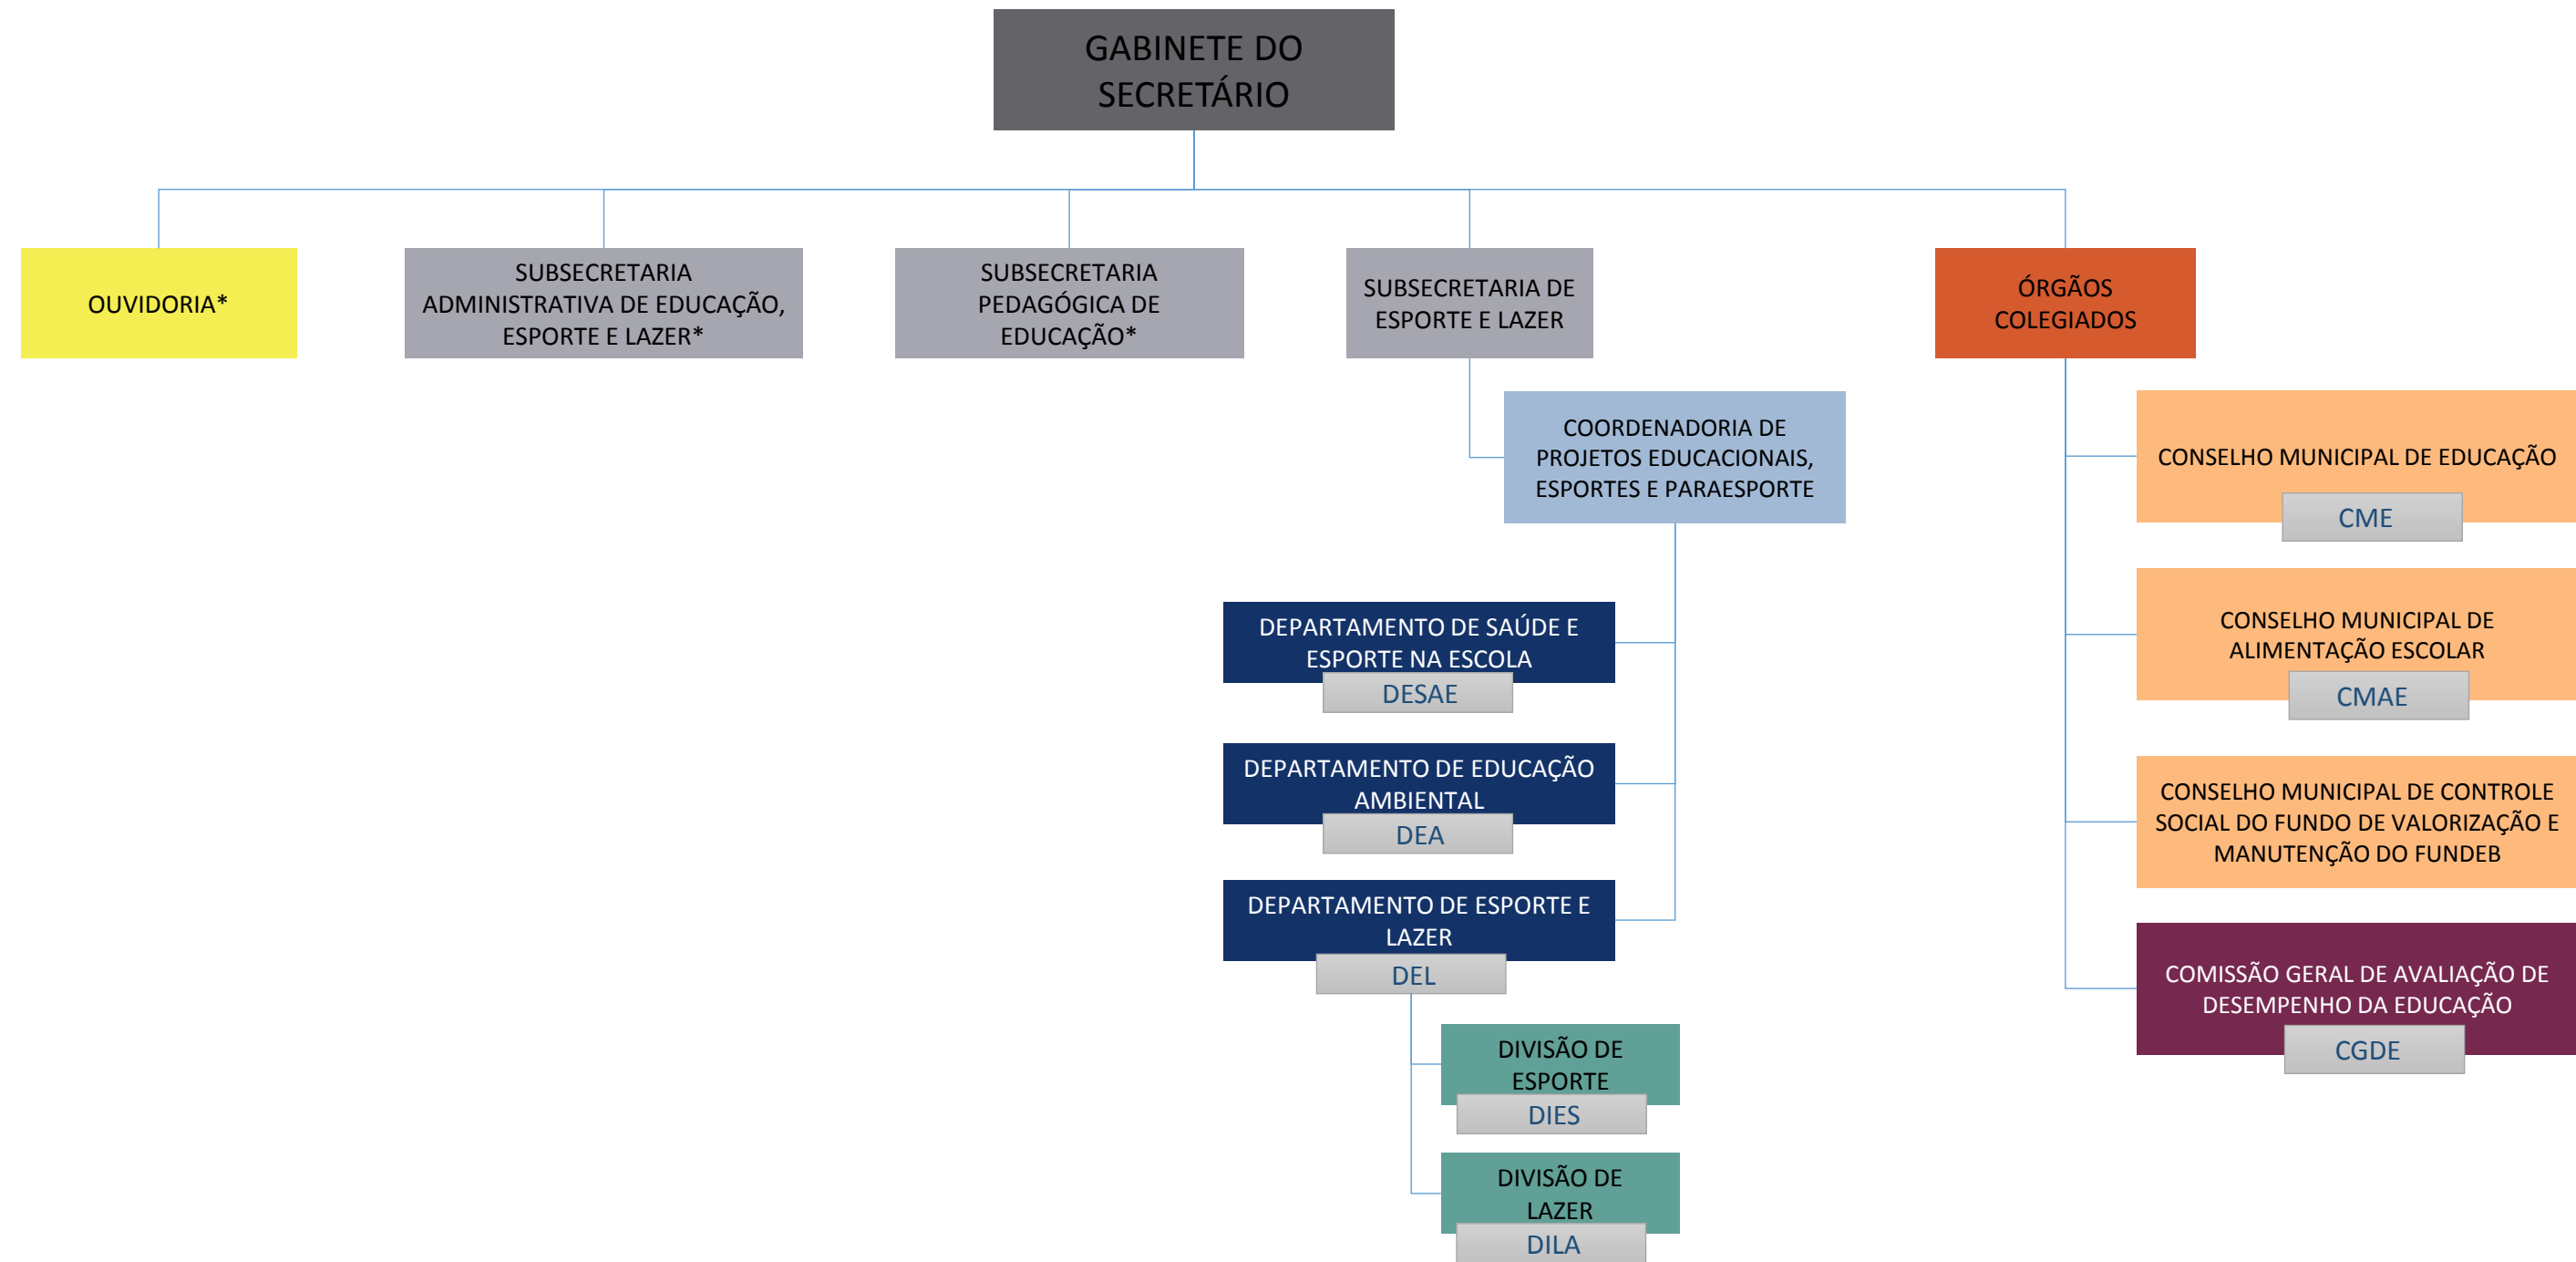 GABINETE DO
SECRETÁRIO
OUVIDORIA*
SUBSECRETARIA
ADMINISTRATIVA DE EDUCAÇÃO,
ESPORTE E LAZER*
SUBSECRETARIA
PEDAGÓGICA DE
EDUCAÇÃO*
SUBSECRETARIA DE
ESPORTE E LAZER
ÓRGÃOS
COLEGIADOS
COORDENADORIA DE
PROJETOS EDUCACIONAIS,
ESPORTES E PARAESPORTE
DEPARTAMENTO DE SAÚDE E
ESPORTE NA ESCOLA
DESAE
DEPARTAMENTO DE EDUCAÇÃO
AMBIENTAL
DEA
DEPARTAMENTO DE ESPORTE E
LAZER
DEL
DIVISÃO DE
ESPORTE
DIES
DIVISÃO DE
LAZER
DILA
CONSELHO MUNICIPAL DE EDUCAÇÃO
CME
CONSELHO MUNICIPAL DE
ALIMENTAÇÃO ESCOLAR
CMAE
CONSELHO MUNICIPAL DE CONTROLE
SOCIAL DO FUNDO DE VALORIZAÇÃO E
MANUTENÇÃO DO FUNDEB
COMISSÃO GERAL DE AVALIAÇÃO DE
DESEMPENHO DA EDUCAÇÃO
CGDE